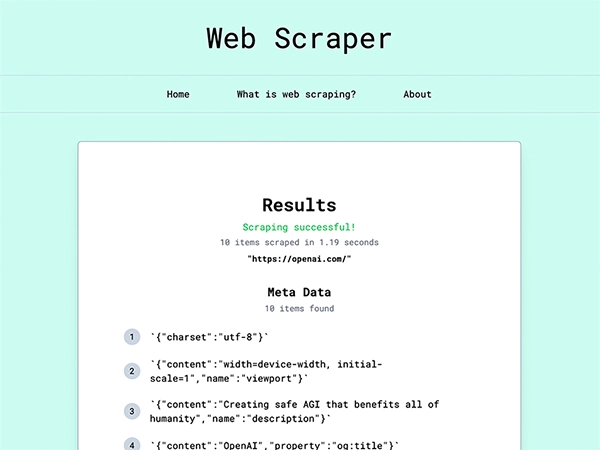 Web Scraper
Home What is web scraping? About
Results
Scraping successful!
10 items scraped in 1.19 seconds
"https://openai.com/"
Meta Data
10 items found
1 `{"charset":"utf-8"}`
2 `{"content":"width=device-width, initial-
scale=1","name":"viewport"}`
3 `{"content":"Creating safe AGI that benefits all of
humanity","name":"description"}`
4 `{"content":"OpenAI","property":"og:title"}`